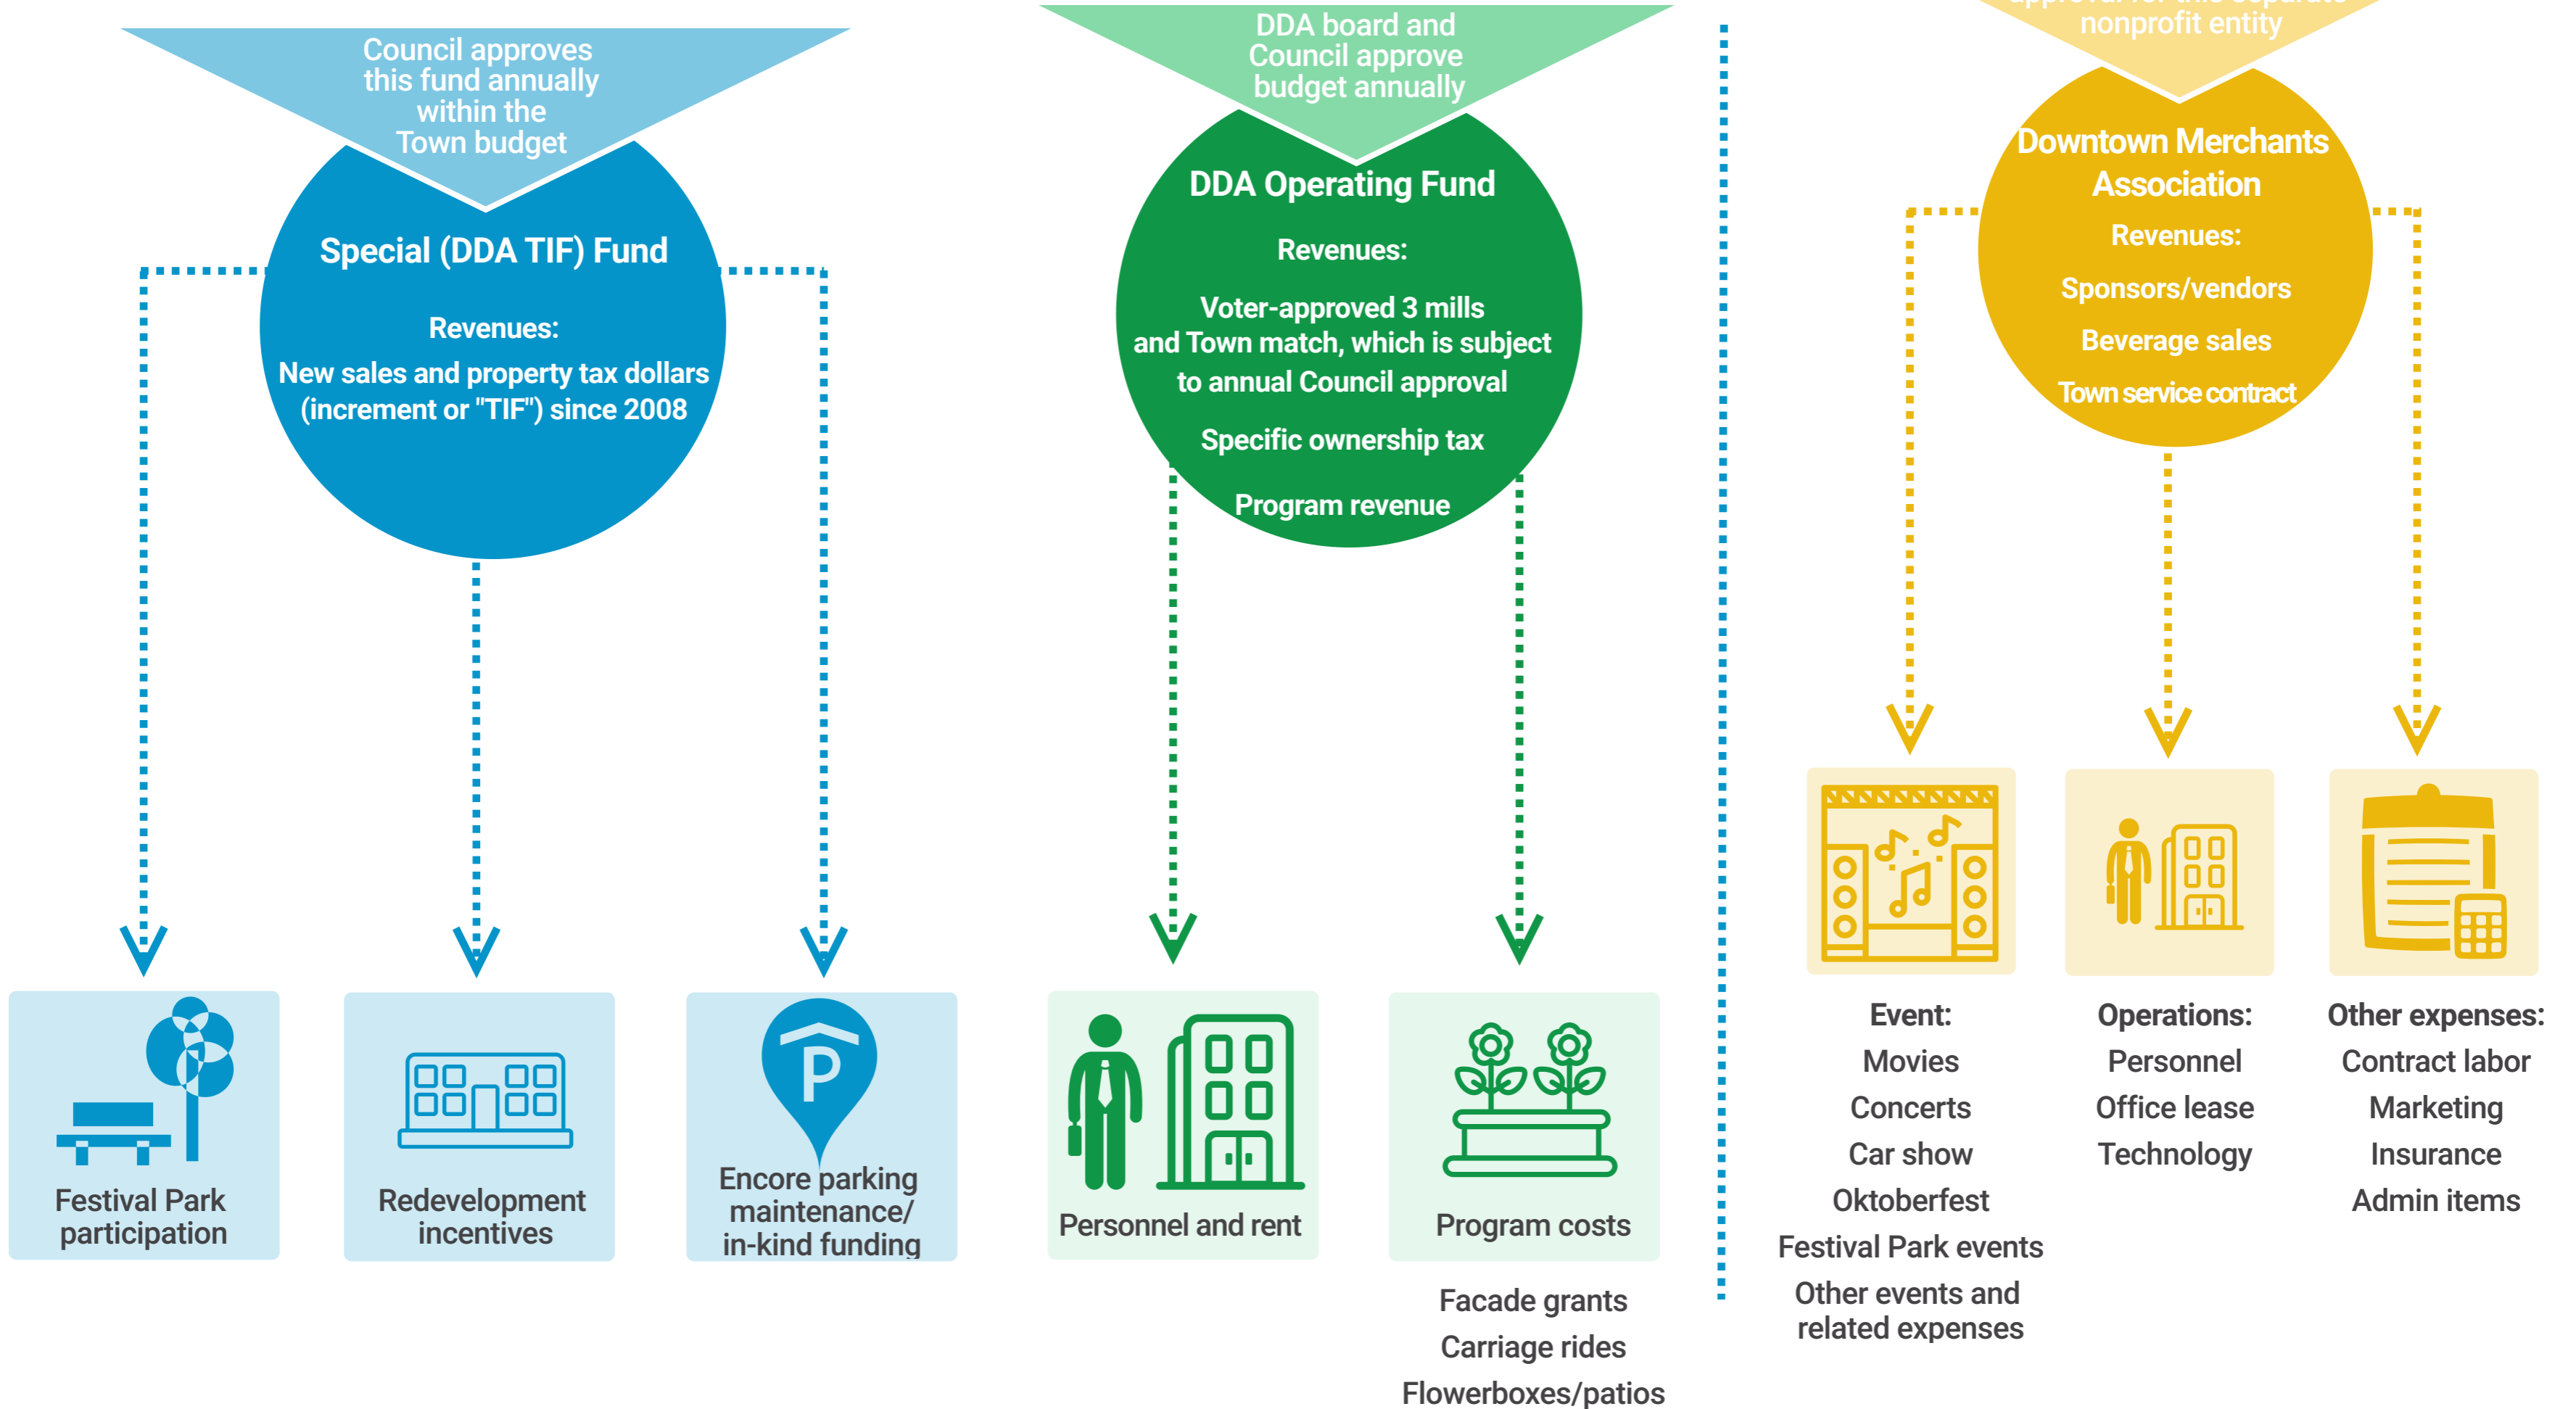 Council approves
this fund annually
within the
Town budget
Special (DDA TIF) Fund
Revenues:
New sales and property tax dollars
(increment or "TIF") since 2008
Festival Park
participation
Redevelopment
incentives
P
Encore parking
maintenance/
in-kind funding
DDA board and
Council approve
budget annually
DDA Operating Fund
Revenues:
Voter-approved 3 mills
and Town match, which is subject
to annual Council approval
Specific ownership tax
Program revenue
Personnel and rent
Program costs
Facade grants
Carriage rides
Flowerboxes/patios
approval for this separate
nonprofit entity
Downtown Merchants
Association
Revenues:
Sponsors/vendors
Beverage sales
Town service contract
Event:
Movies
Concerts
Car show
Oktoberfest
Festival Park events
Other events and
related expenses
Operations:
Personnel
Office lease
Technology
Other expenses:
Contract labor
Marketing
Insurance
Admin items